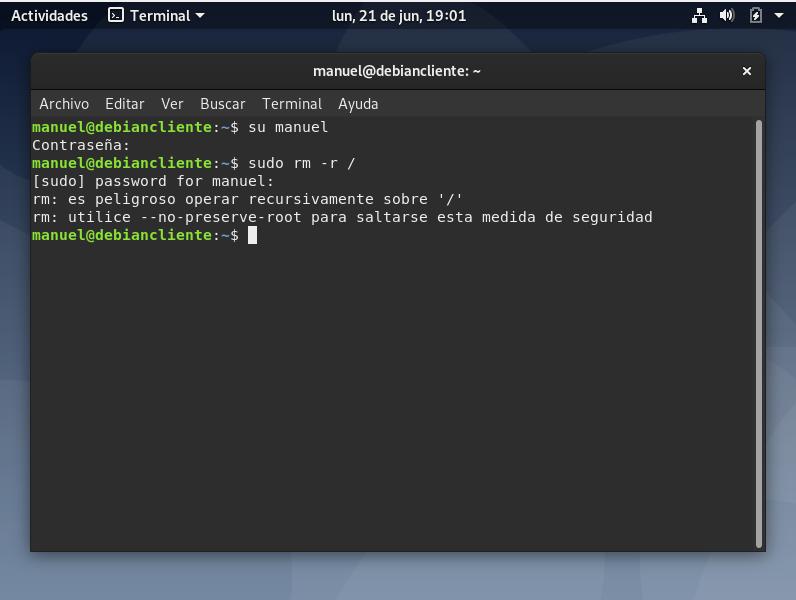 Actividades Terminal lun, 21 de jun, 19:01
manuel@debiancliente: ~
Archivo Editar Ver Buscar Terminal Ayuda
manuel@debiancliente:~$ su manuel
Contraseña:
manuel@debiancliente:~$ sudo rm -r /
[sudo] password for manuel:
rm: es peligroso operar recursivamente sobre '/'
rm: utilice --no-preserve-root para saltarse esta medida de seguridad
manuel@debiancliente:~$